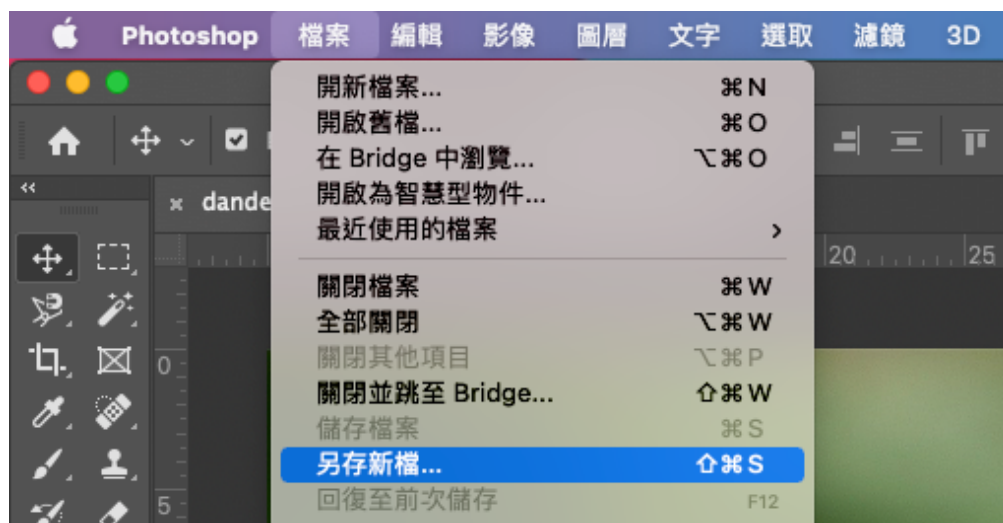 Photoshop 檔案 編輯 影像 圖層 文字 選取 濾鏡 3D
開新檔案... ⌘N
開啟舊檔... ⌘O
在 Bridge 中瀏覽... ⌥⌘O
開啟為智慧型物件...
最近使用的檔案 >
× dande
20 25
關閉檔案 ⌘W
全部關閉 ⌥⌘W
關閉其他項目 ⌥⌘P
0
關閉並跳至 Bridge... ⇧⌘W
儲存檔案 ⌘S
另存新檔... ⇧⌘S
回復至前次儲存 F12
5